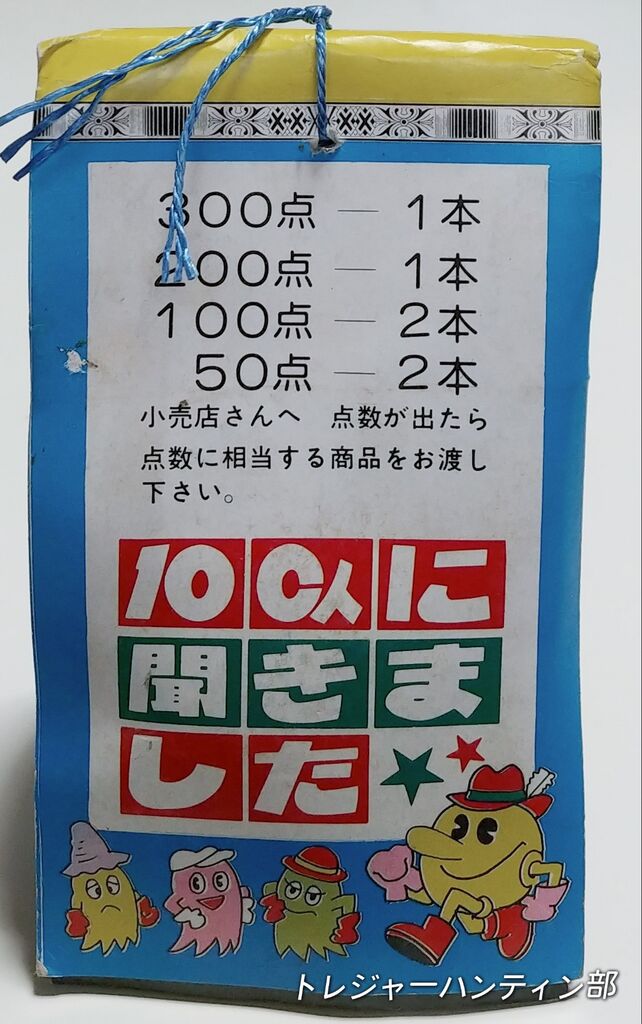 300点 — 1本
200点 — 1本
100点 — 2本
50点 — 2本
小売店さんへ 点数が出たら
点数に相当する商品をお渡し
下さい。
100人に
聞きま
した
トレジャーハンティン部